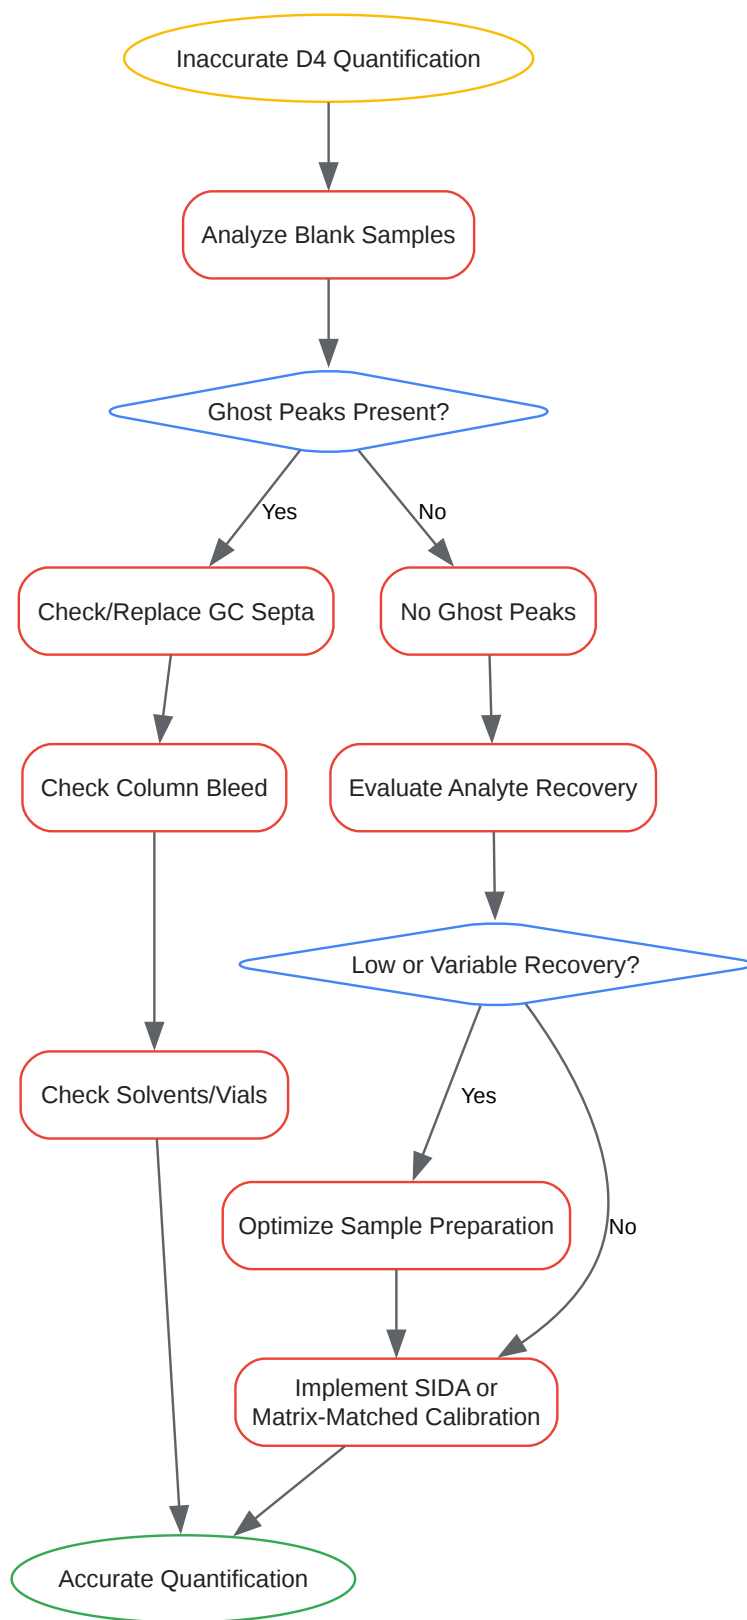 Inaccurate D4 Quantification
Analyze Blank Samples
Ghost Peaks Present?
Yes
No
Check/Replace GC Septa
No Ghost Peaks
Check Column Bleed
Evaluate Analyte Recovery
Low or Variable Recovery?
Check Solvents/Vials
Yes
Optimize Sample Preparation
No
Implement SIDA or
Matrix-Matched Calibration
Accurate Quantification